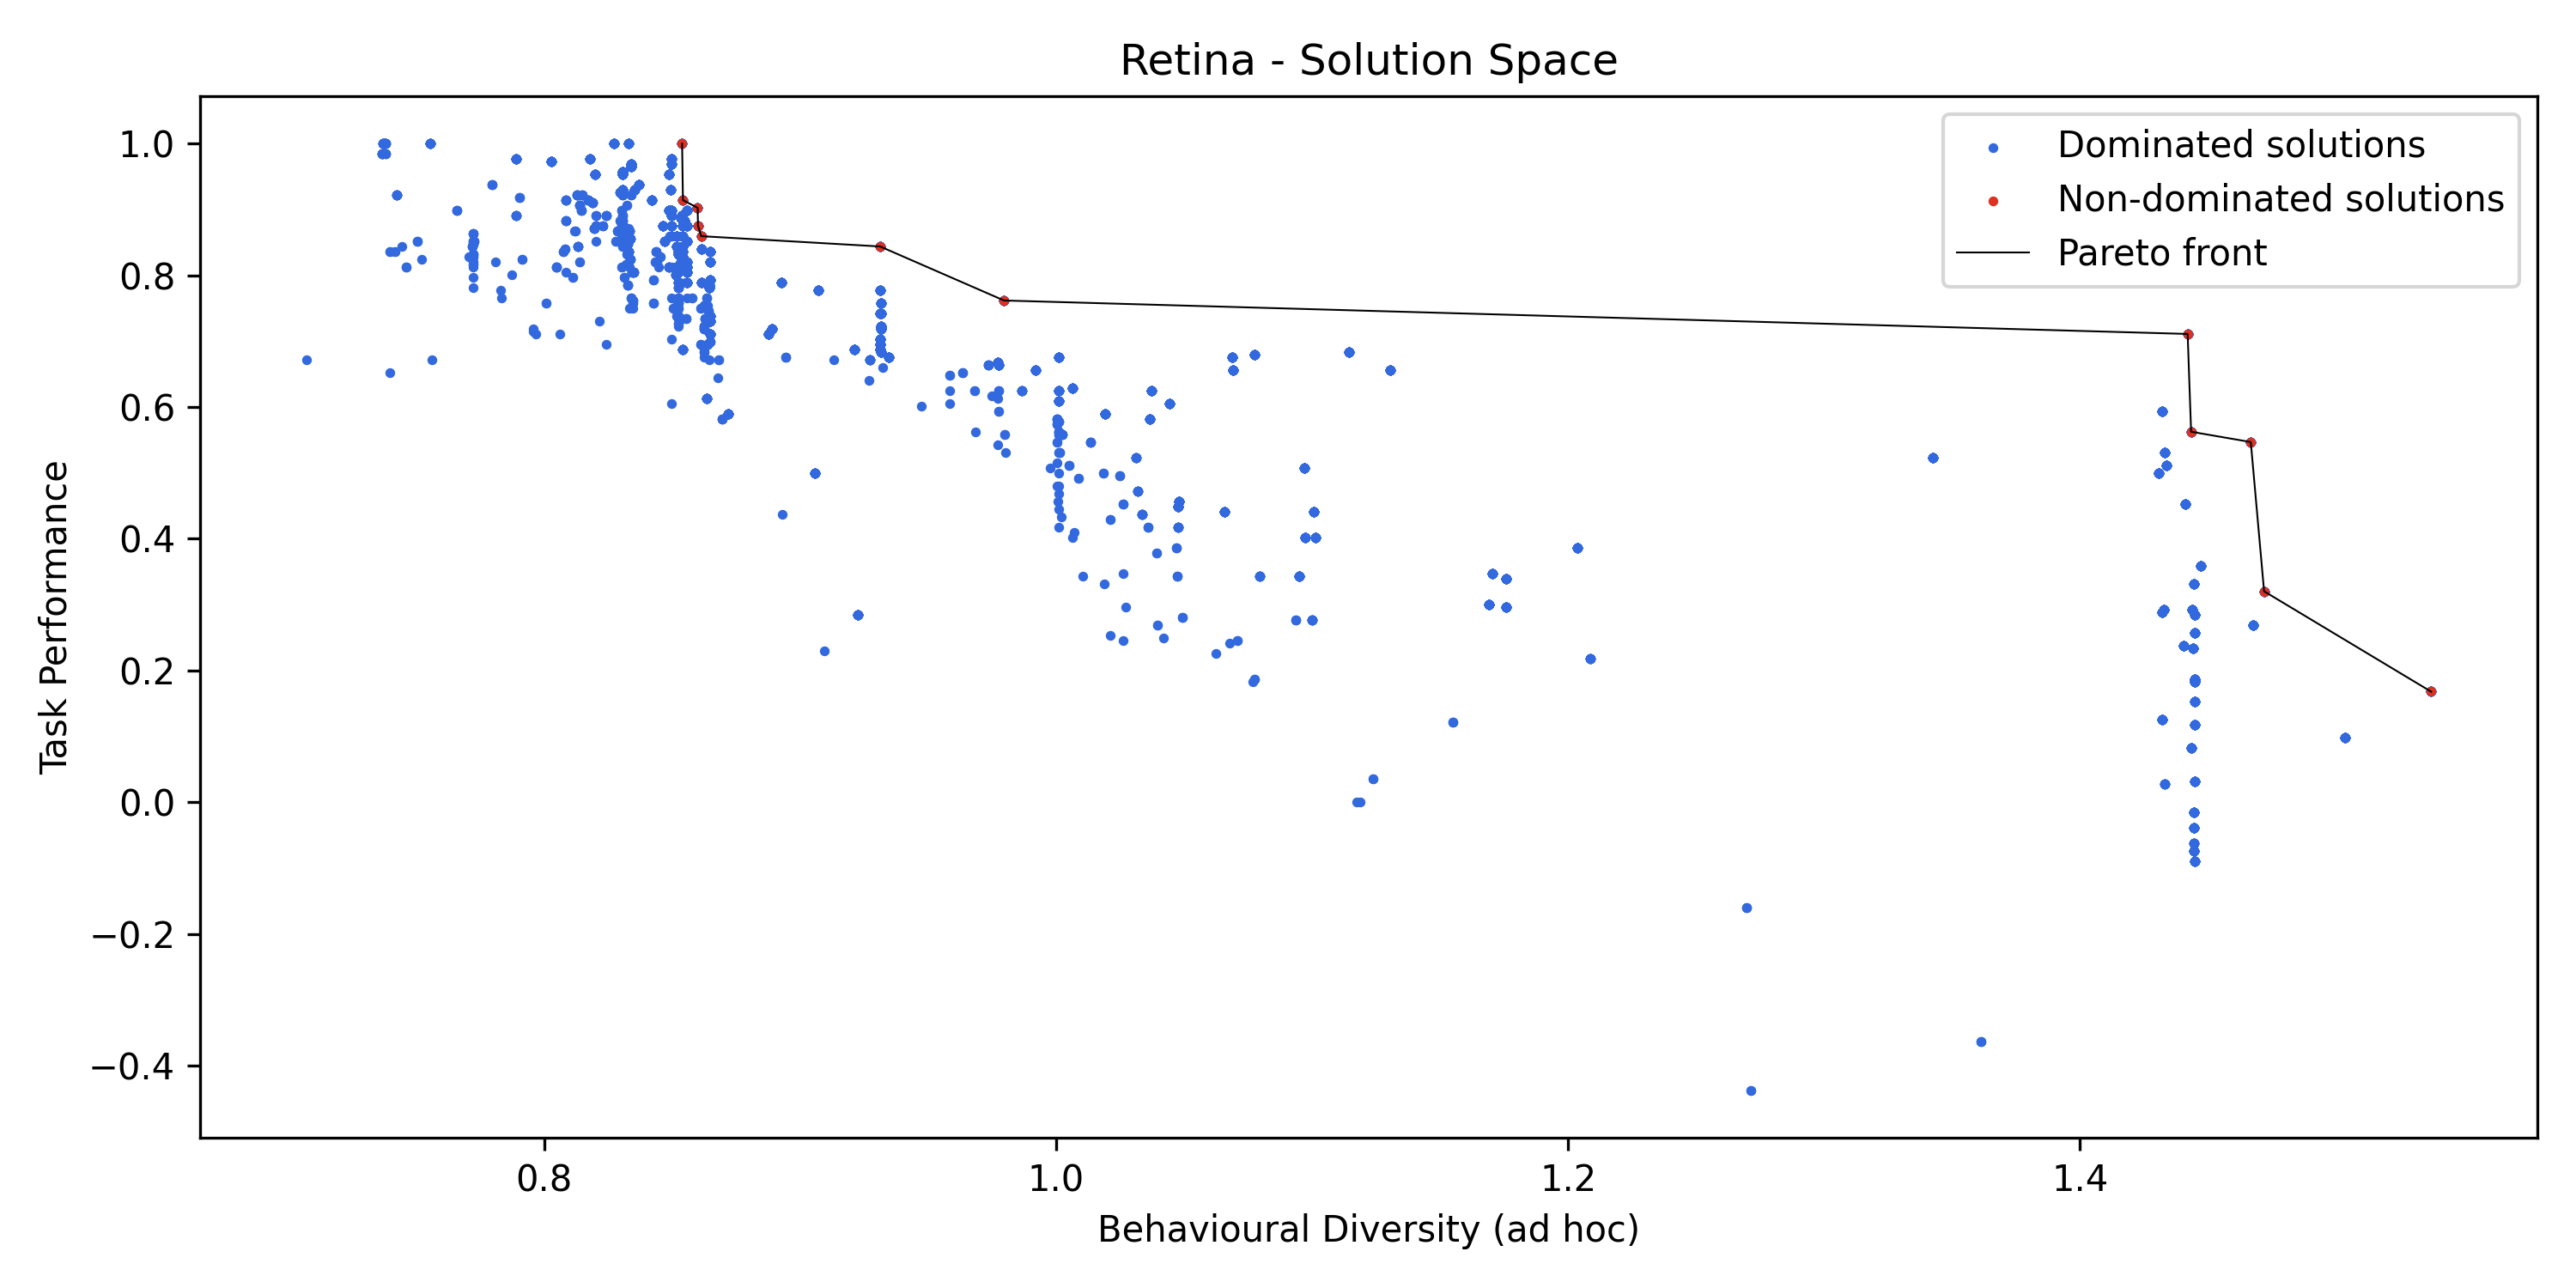 Retina - Solution Space
Dominated solutions
Non-dominated solutions
Pareto front
1.0
0.8
0.6
0.4
0.2
0.0
−0.2
−0.4
Task Performance
0.8 1.0 1.2 1.4
Behavioural Diversity (ad hoc)